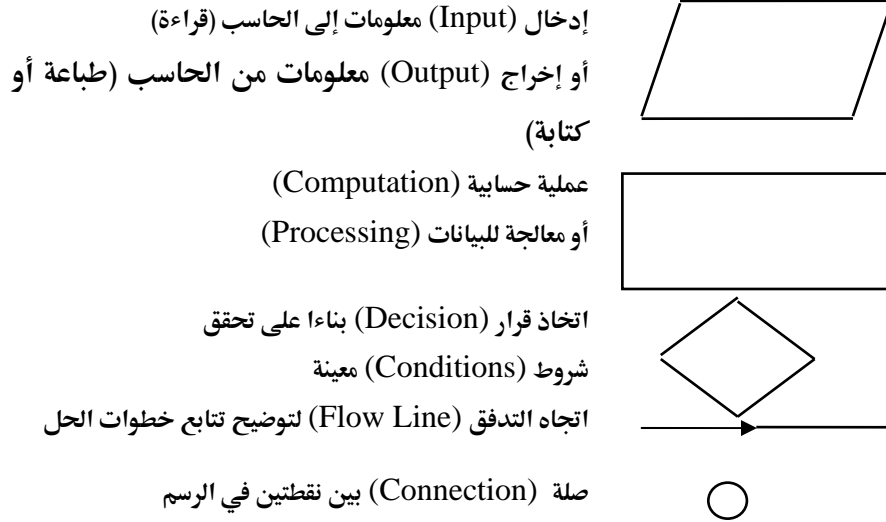 إدخال (Input) معلومات إلى الحاسب (قراءة)
أو إخراج (Output) معلومات من الحاسب (طباعة أو
كتابة)
عملية حسابية (Computation)
أو معالجة للبيانات (Processing)
اتخاذ قرار (Decision) بناءا على تحقق
شروط (Conditions) معينة
اتجاه التدفق (Flow Line) لتوضيح تتابع خطوات الحل
صلة (Connection) بين نقطتين في الرسم